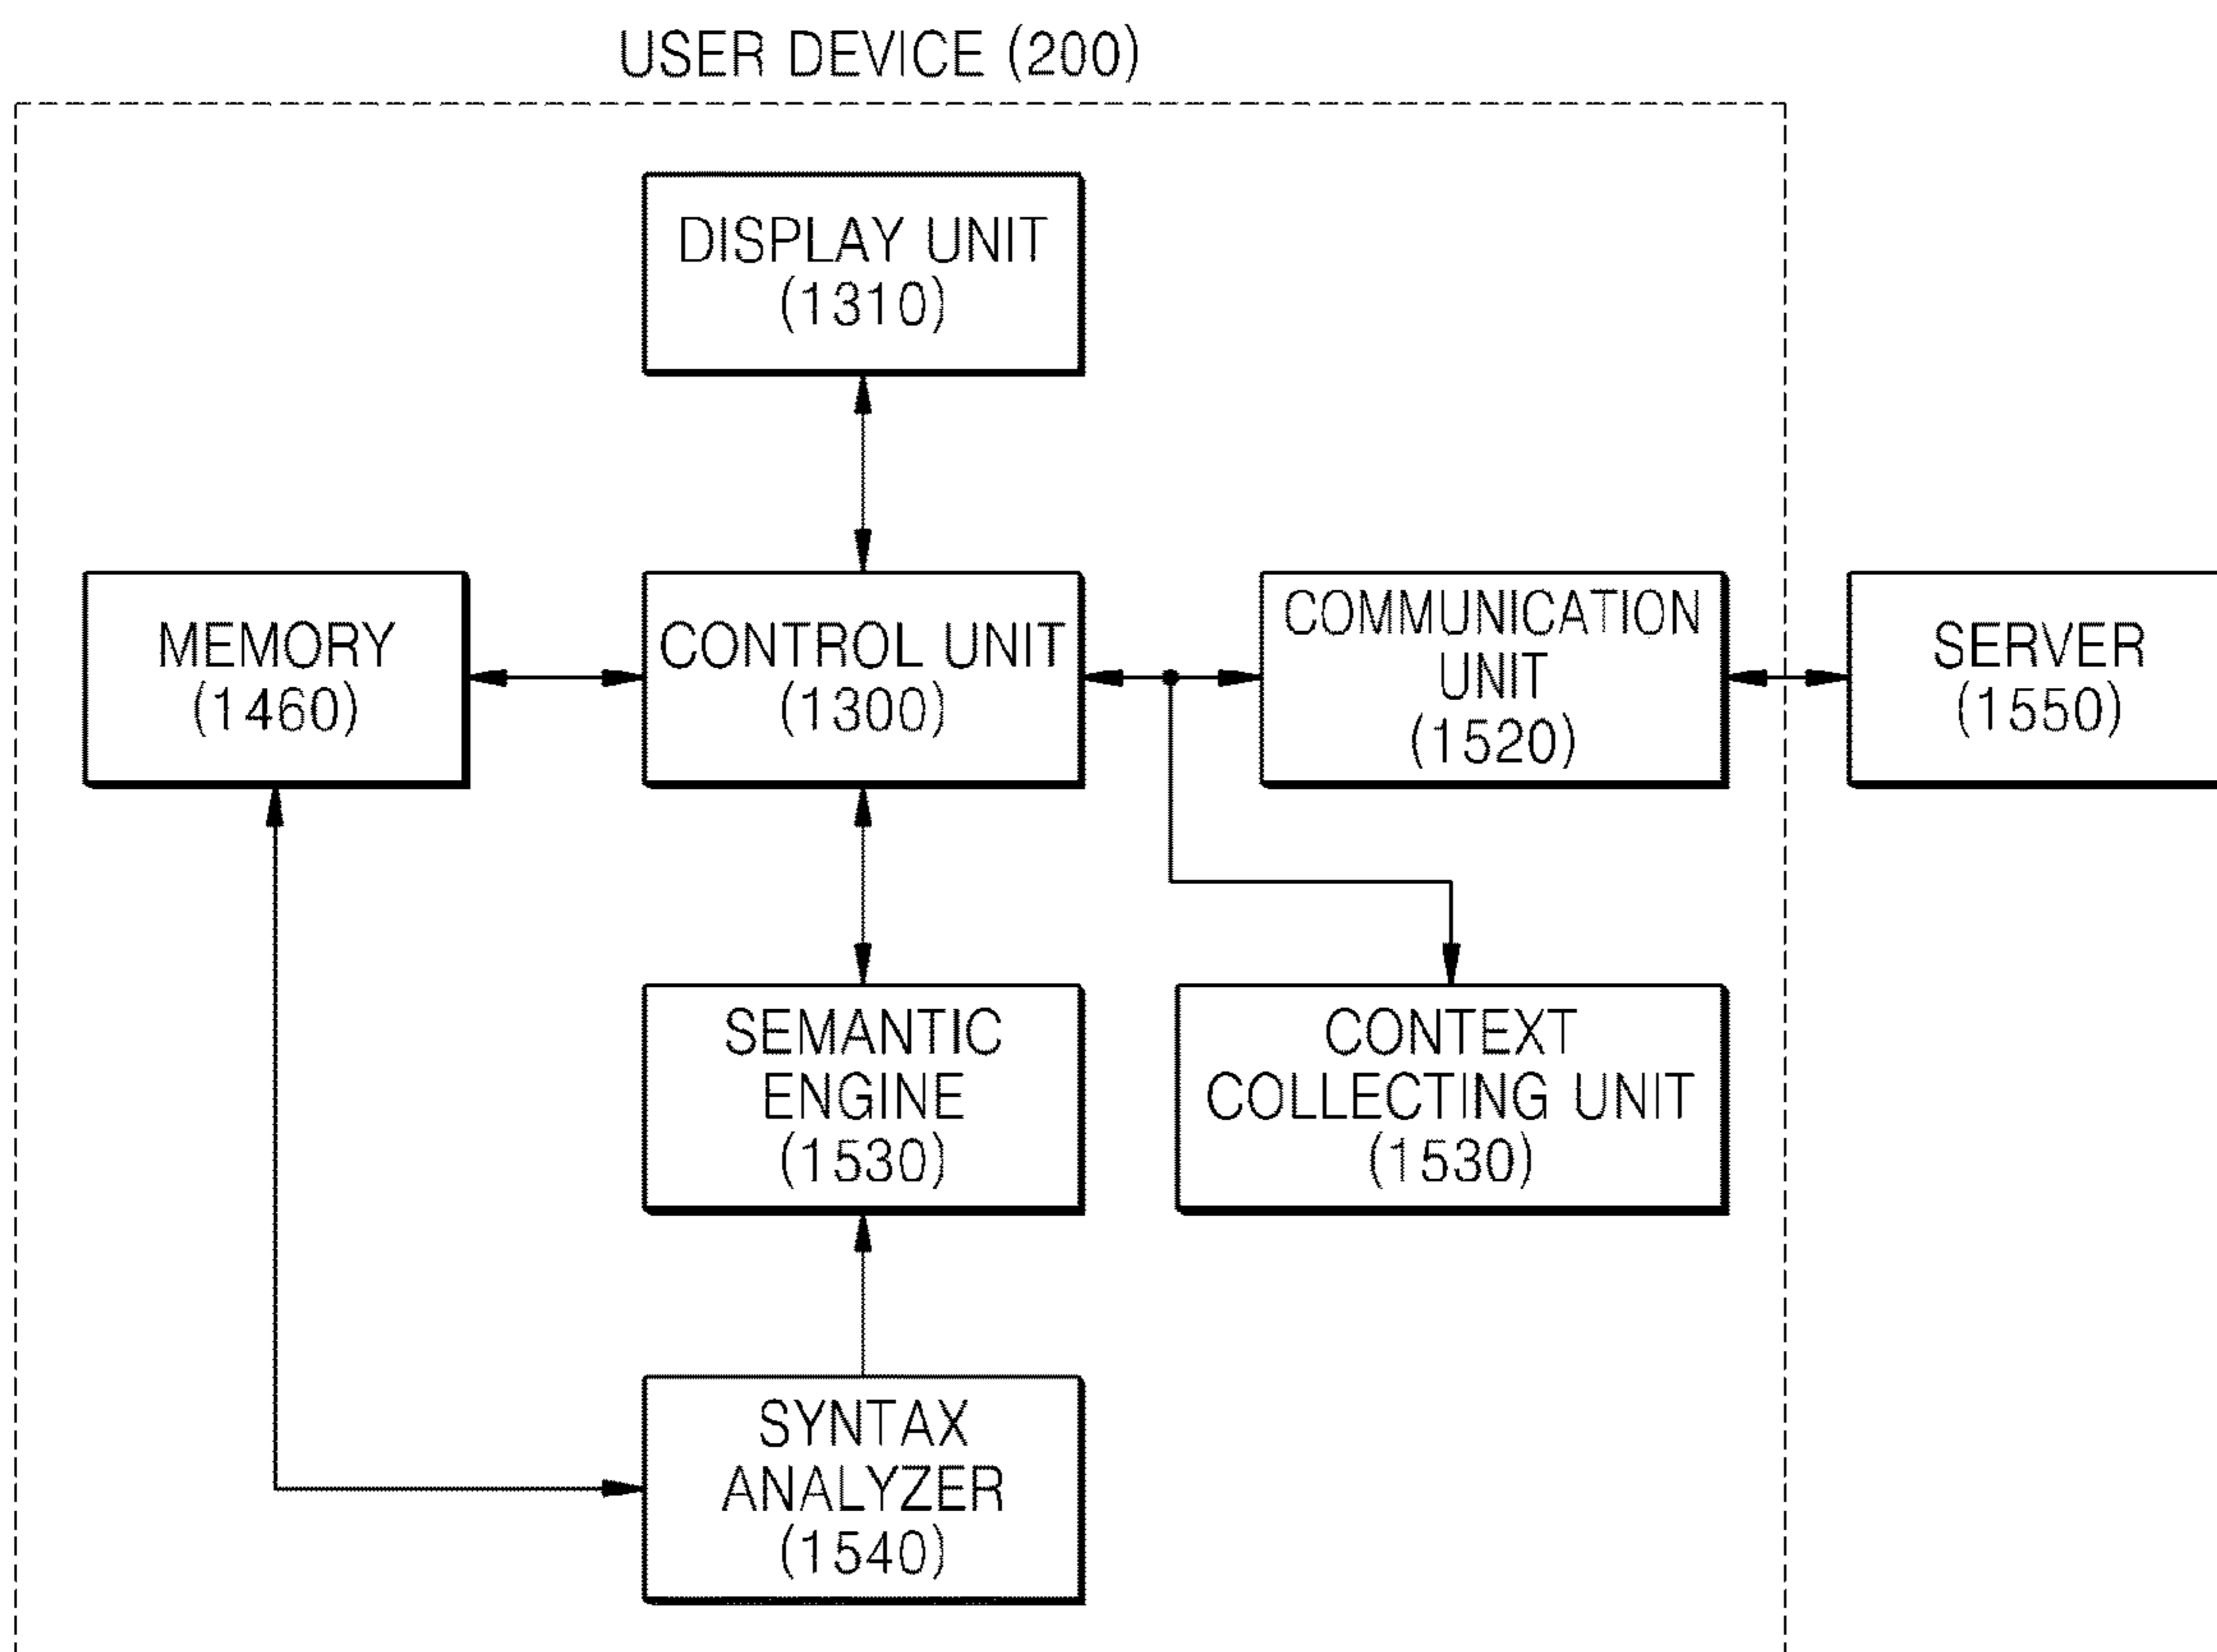 USER DEVICE (200)
DISPLAY UNIT
(1310)
MEMORY
(1460)
CONTROL UNIT
(1300)
COMMUNICATION
UNIT
(1520)
SERVER
(1550)
SEMANTIC
ENGINE
(1530)
CONTEXT
COLLECTING UNIT
(1530)
SYNTAX
ANALYZER
(1540)